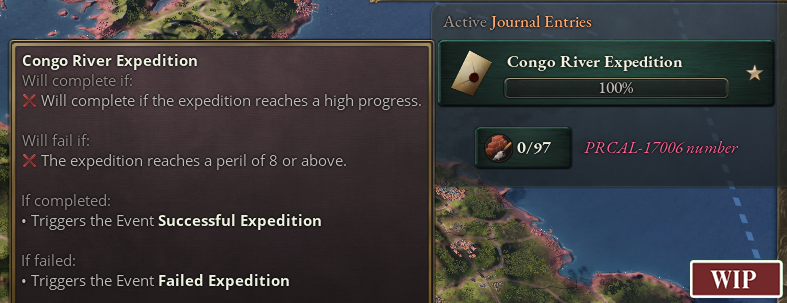 Active Journal Entries
Congo River Expedition
100%
0/97 PRCAL-17006 number
WIP
Congo River Expedition
Will complete if:
Will complete if the expedition reaches a high progress.
Will fail if:
The expedition reaches a peril of 8 or above.
If completed:
• Triggers the Event Successful Expedition
If failed:
• Triggers the Event Failed Expedition